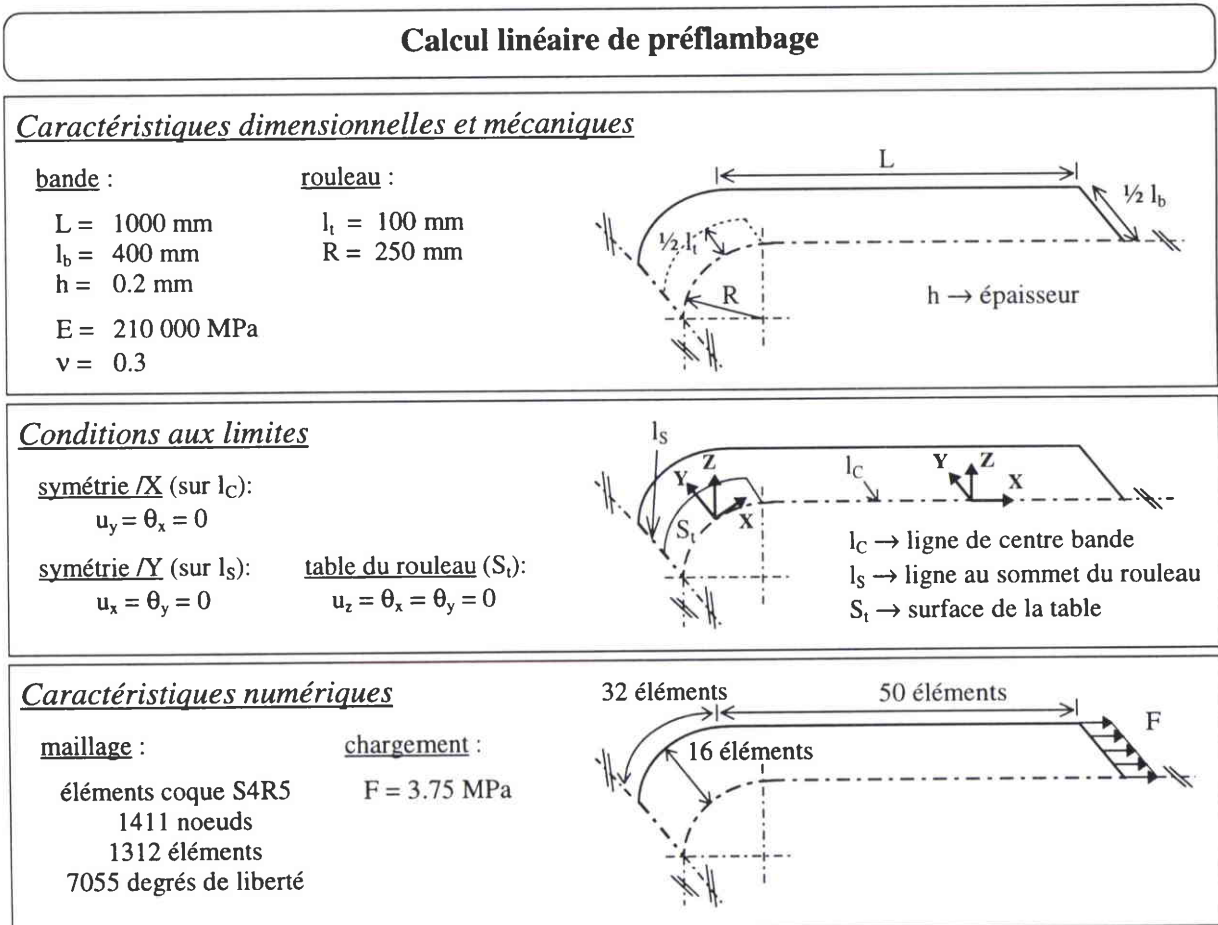 Calcul linéaire de préflambage
Caractéristiques dimensionnelles et mécaniques
bande :
L = 1000 mm
l_b = 400 mm
h = 0.2 mm
E = 210 000 MPa
ν = 0.3
rouleau :
l_t = 100 mm
R = 250 mm
L
½ l_b
½ l_t
R
h → épaisseur
Conditions aux limites
symétrie /X (sur l_C):
u_y = θ_x = 0
symétrie /Y (sur l_S):
u_x = θ_y = 0
table du rouleau (S_t):
u_z = θ_x = θ_y = 0
l_S
Z
Y
X
S_t
l_C
Y
Z
X
l_C → ligne de centre bande
l_S → ligne au sommet du rouleau
S_t → surface de la table
Caractéristiques numériques
maillage :
éléments coque S4R5
1411 noeuds
1312 éléments
7055 degrés de liberté
chargement :
F = 3.75 MPa
32 éléments
50 éléments
16 éléments
F